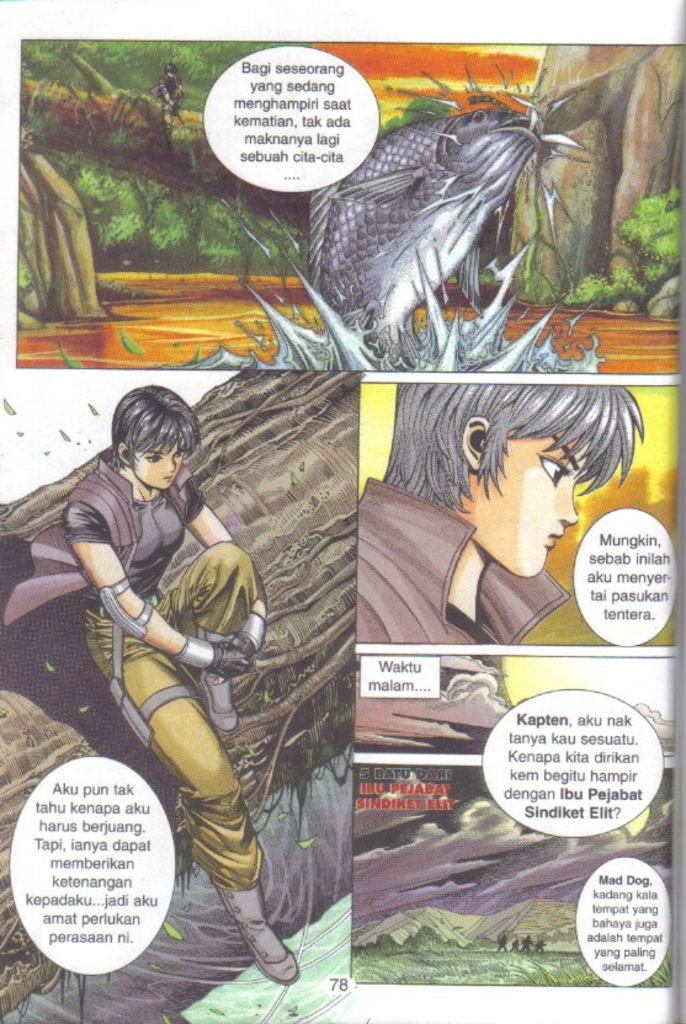 Bagi seseorang
yang sedang
menghampiri saat
kematian, tak ada
maknanya lagi
sebuah cita-cita
....
Mungkin,
sebab inilah
aku menyer-
tai pasukan
tentera.
Aku pun tak
tahu kenapa aku
harus berjuang.
Tapi, ianya dapat
memberikan
ketenangan
kepadaku...jadi aku
amat perlukan
perasaan ni.
Waktu
malam....
Kapten, aku nak
tanya kau sesuatu.
Kenapa kita dirikan
kem begitu hampir
dengan Ibu Pejabat
Sindiket Elit?
5 BATU DARI
IBU PEJABAT
SINDIKET ELIT
Mad Dog,
kadang kala
tempat yang
bahaya juga
adalah tempat
yang paling
selamat.
78